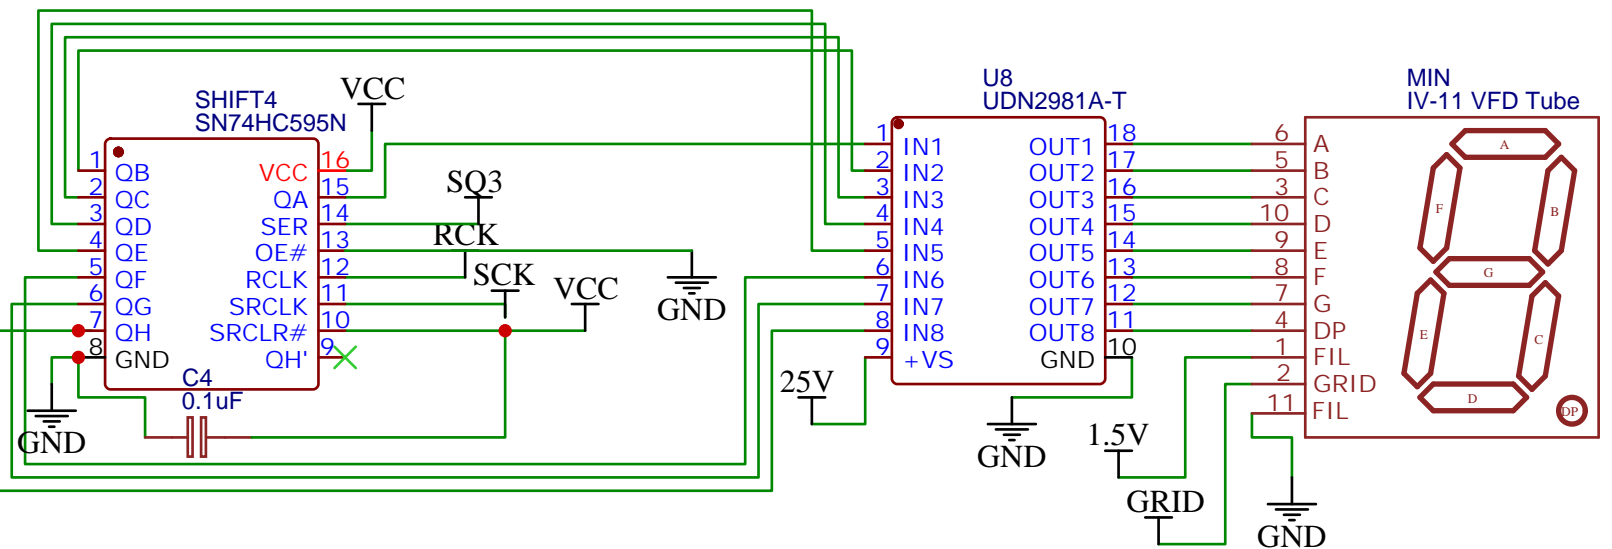 SHIFT4
SN74HC595N
VCC
1 QB
2 QC
3 QD
4 QE
5 QF
6 QG
7 QH
8 GND
VCC 16
QA 15
SER 14
OE# 13
RCLK 12
SRCLK 11
SRCLR# 10
QH' 9
SQ3
RCK
SCK
VCC
GND
C4
0.1uF
GND
U8
UDN2981A-T
1 IN1
2 IN2
3 IN3
4 IN4
5 IN5
6 IN6
7 IN7
8 IN8
9 +VS
OUT1 18
OUT2 17
OUT3 16
OUT4 15
OUT5 14
OUT6 13
OUT7 12
OUT8 11
GND 10
25V
GND
1.5V
GRID
GND
MIN
IV-11 VFD Tube
6 A
5 B
3 C
10 D
9 E
8 F
7 G
4 DP
1 FIL
2 GRID
11 FIL
A
F
B
G
E
C
D
DP